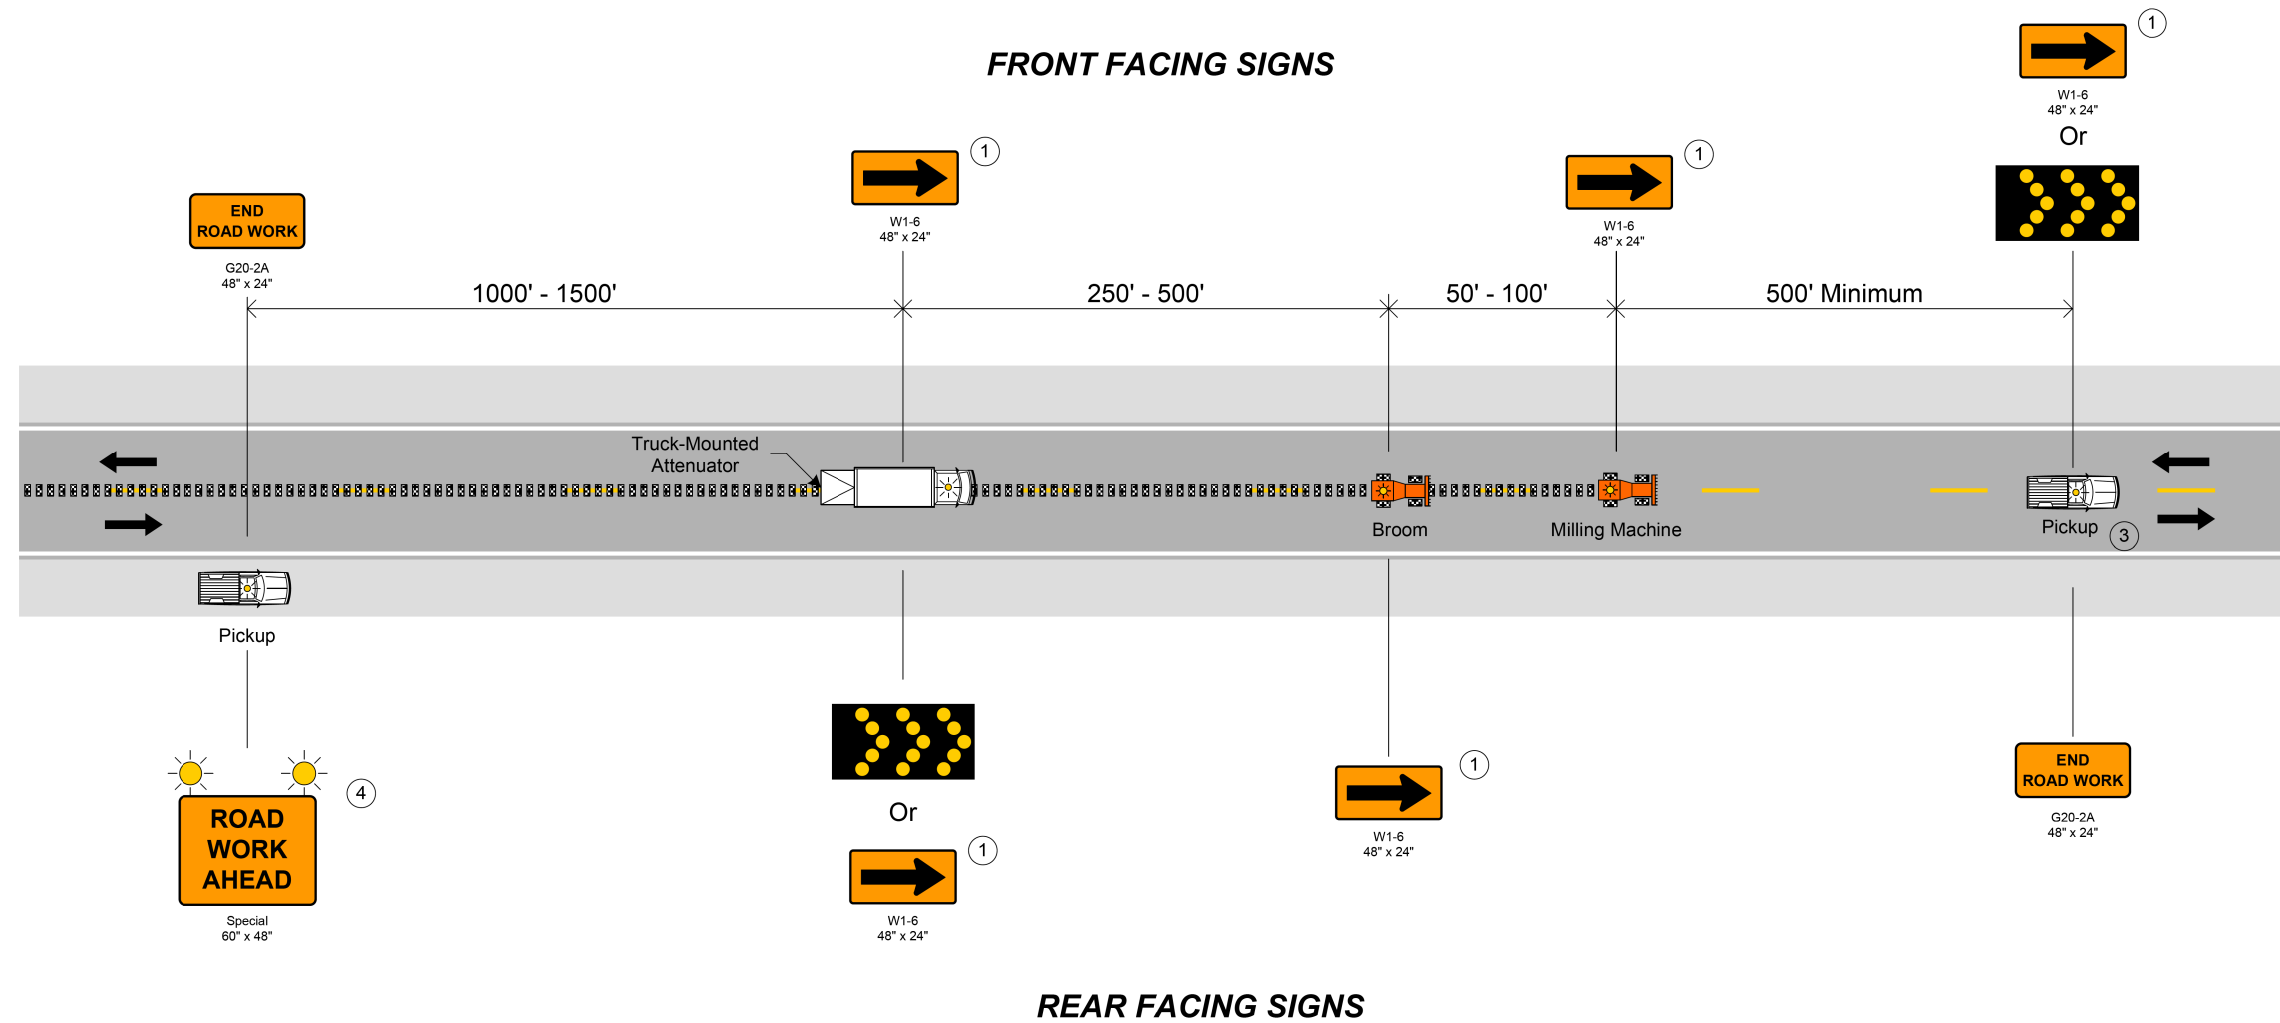 FRONT FACING SIGNS
1
W1-6
48" x 24"
Or
1
W1-6
48" x 24"
1
W1-6
48" x 24"
END
ROAD WORK
G20-2A
48" x 24"
1000' - 1500'
250' - 500'
50' - 100'
500' Minimum
Truck-Mounted
Attenuator
Broom
Milling Machine
Pickup
3
Pickup
ROAD
WORK
AHEAD
4
Special
60" x 48"
Or
1
W1-6
48" x 24"
1
W1-6
48" x 24"
END
ROAD WORK
G20-2A
48" x 24"
REAR FACING SIGNS